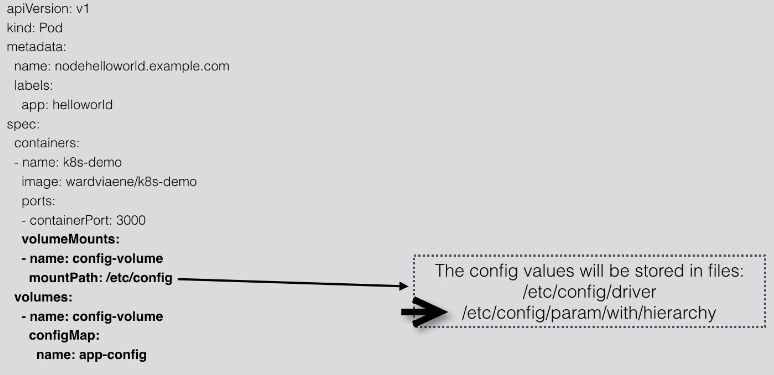 apiVersion: v1
kind: Pod
metadata:
name: nodehelloworld.example.com
labels:
app: helloworld
spec:
containers:
- name: k8s-demo
image: wardviaene/k8s-demo
ports:
- containerPort: 3000
volumeMounts:
- name: config-volume
mountPath: /etc/config
volumes:
- name: config-volume
configMap:
name: app-config
The config values will be stored in files:
/etc/config/driver
/etc/config/param/with/hierarchy